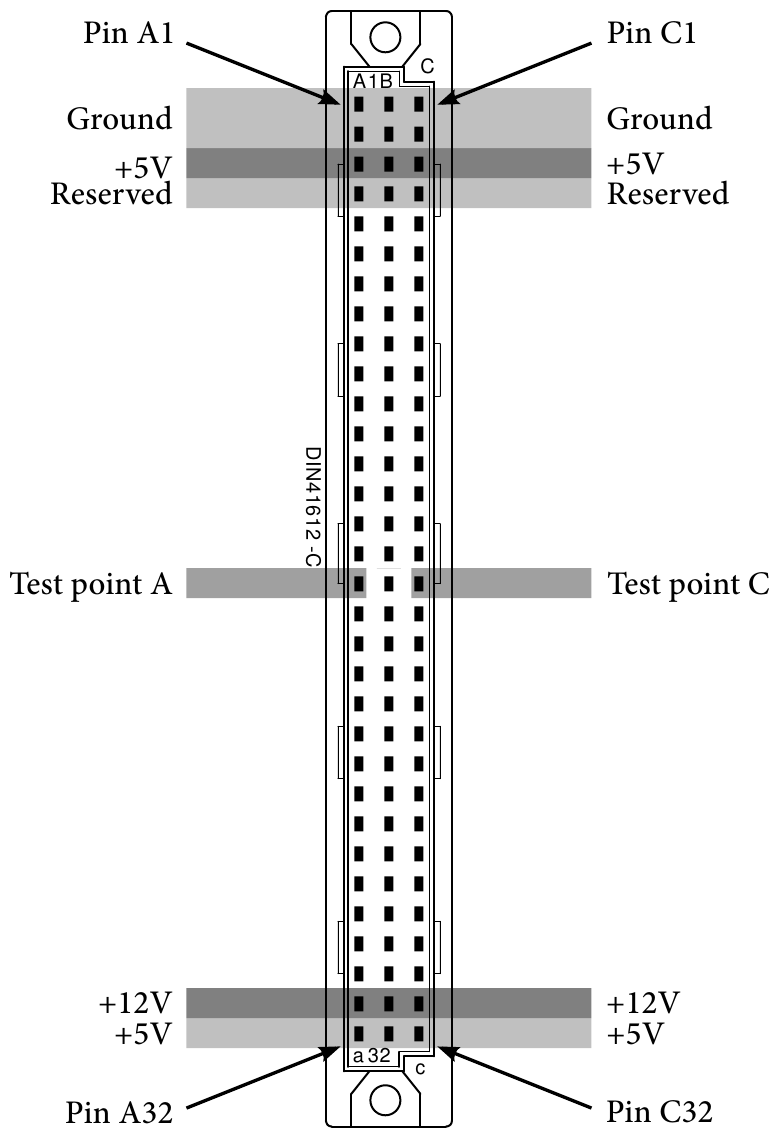 Pin A1
Pin C1
C
A1B
Ground
Ground
+5V
+5V
Reserved
Reserved
DIN41612 -C
Test point A
Test point C
+12V
+12V
+5V
+5V
a 32
c
Pin A32
Pin C32